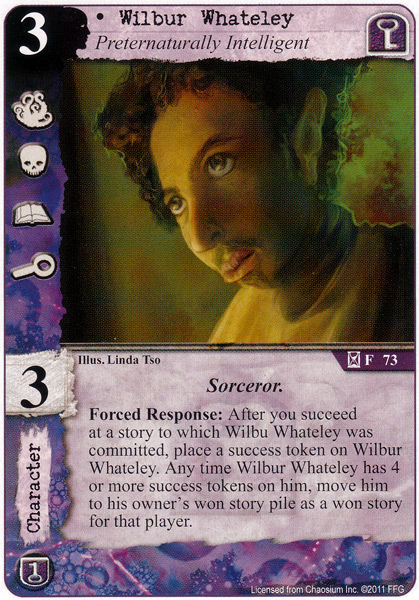 3
• Wilbur Whateley
Preternaturally Intelligent
Illus. Linda Tso
F 73
3
Sorceror.
Forced Response: After you succeed
at a story to which Wilbu Whateley was
committed, place a success token on Wilbur
Whateley. Any time Wilbur Whateley has 4
or more success tokens on him, move him
to his owner's won story pile as a won story
for that player.
Character
1
Licensed from Chaosium Inc. ©2011 FFG